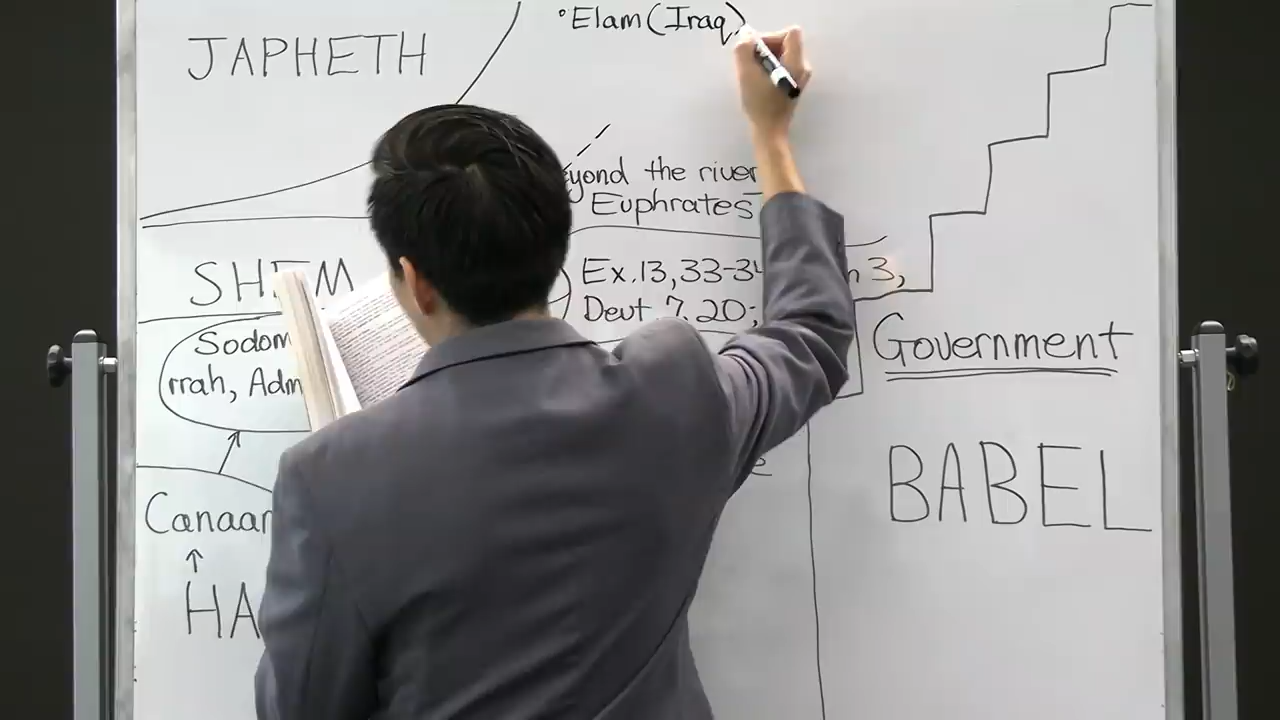 JAPHETH
°Elam (Iraq)
the river
Euphrates
SHEM
Ex.13,33-34
3,
Deut 7.20;
Sodom
rrah, Adm
Government
BABEL
Canaan
HA